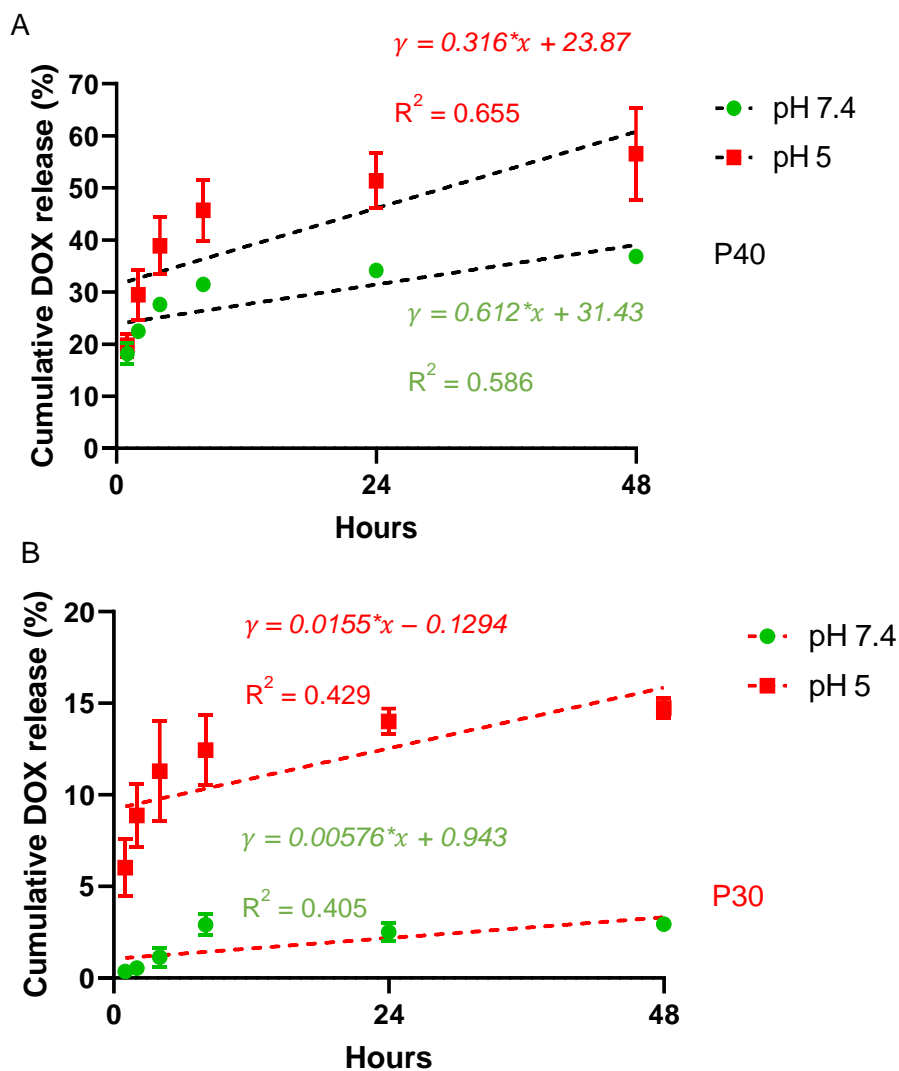 A
γ = 0.316*x + 23.87
R² = 0.655
Cumulative DOX release (%)
70
60
50
40
30
20
10
0
0 24 48
Hours
pH 7.4
pH 5
P40
γ = 0.612*x + 31.43
R² = 0.586
B
γ = 0.0155*x – 0.1294
R² = 0.429
Cumulative DOX release (%)
20
15
10
5
0
0 24 48
Hours
pH 7.4
pH 5
γ = 0.00576*x + 0.943
R² = 0.405
P30